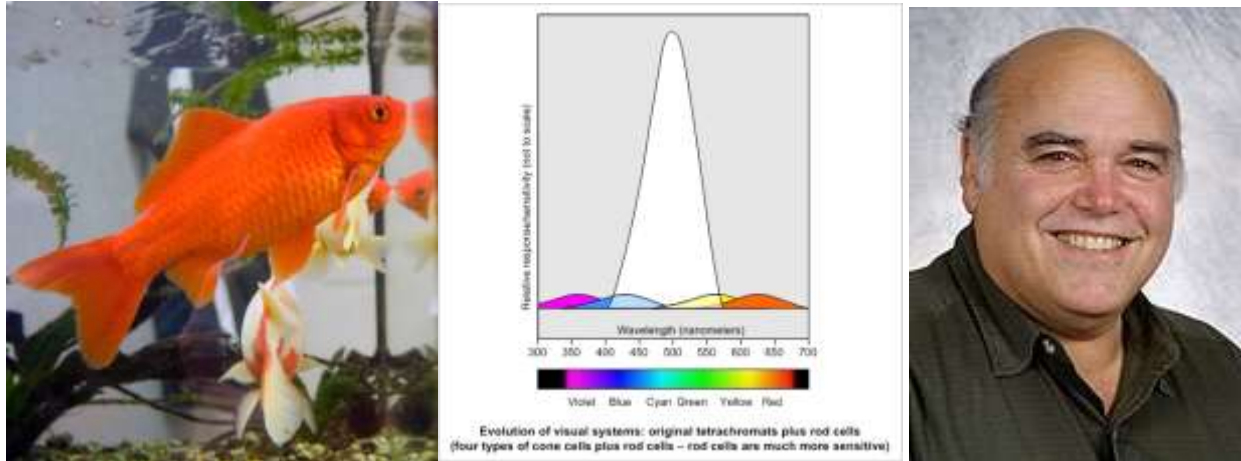 Relative response/sensitivity (not to scale)
Wavelength (nanometers)
300 350 400 450 500 550 600 650 700
Violet Blue Cyan Green Yellow Red
Evolution of visual systems: original tetrachromats plus rod cells
(four types of cone cells plus rod cells – rod cells are much more sensitive)